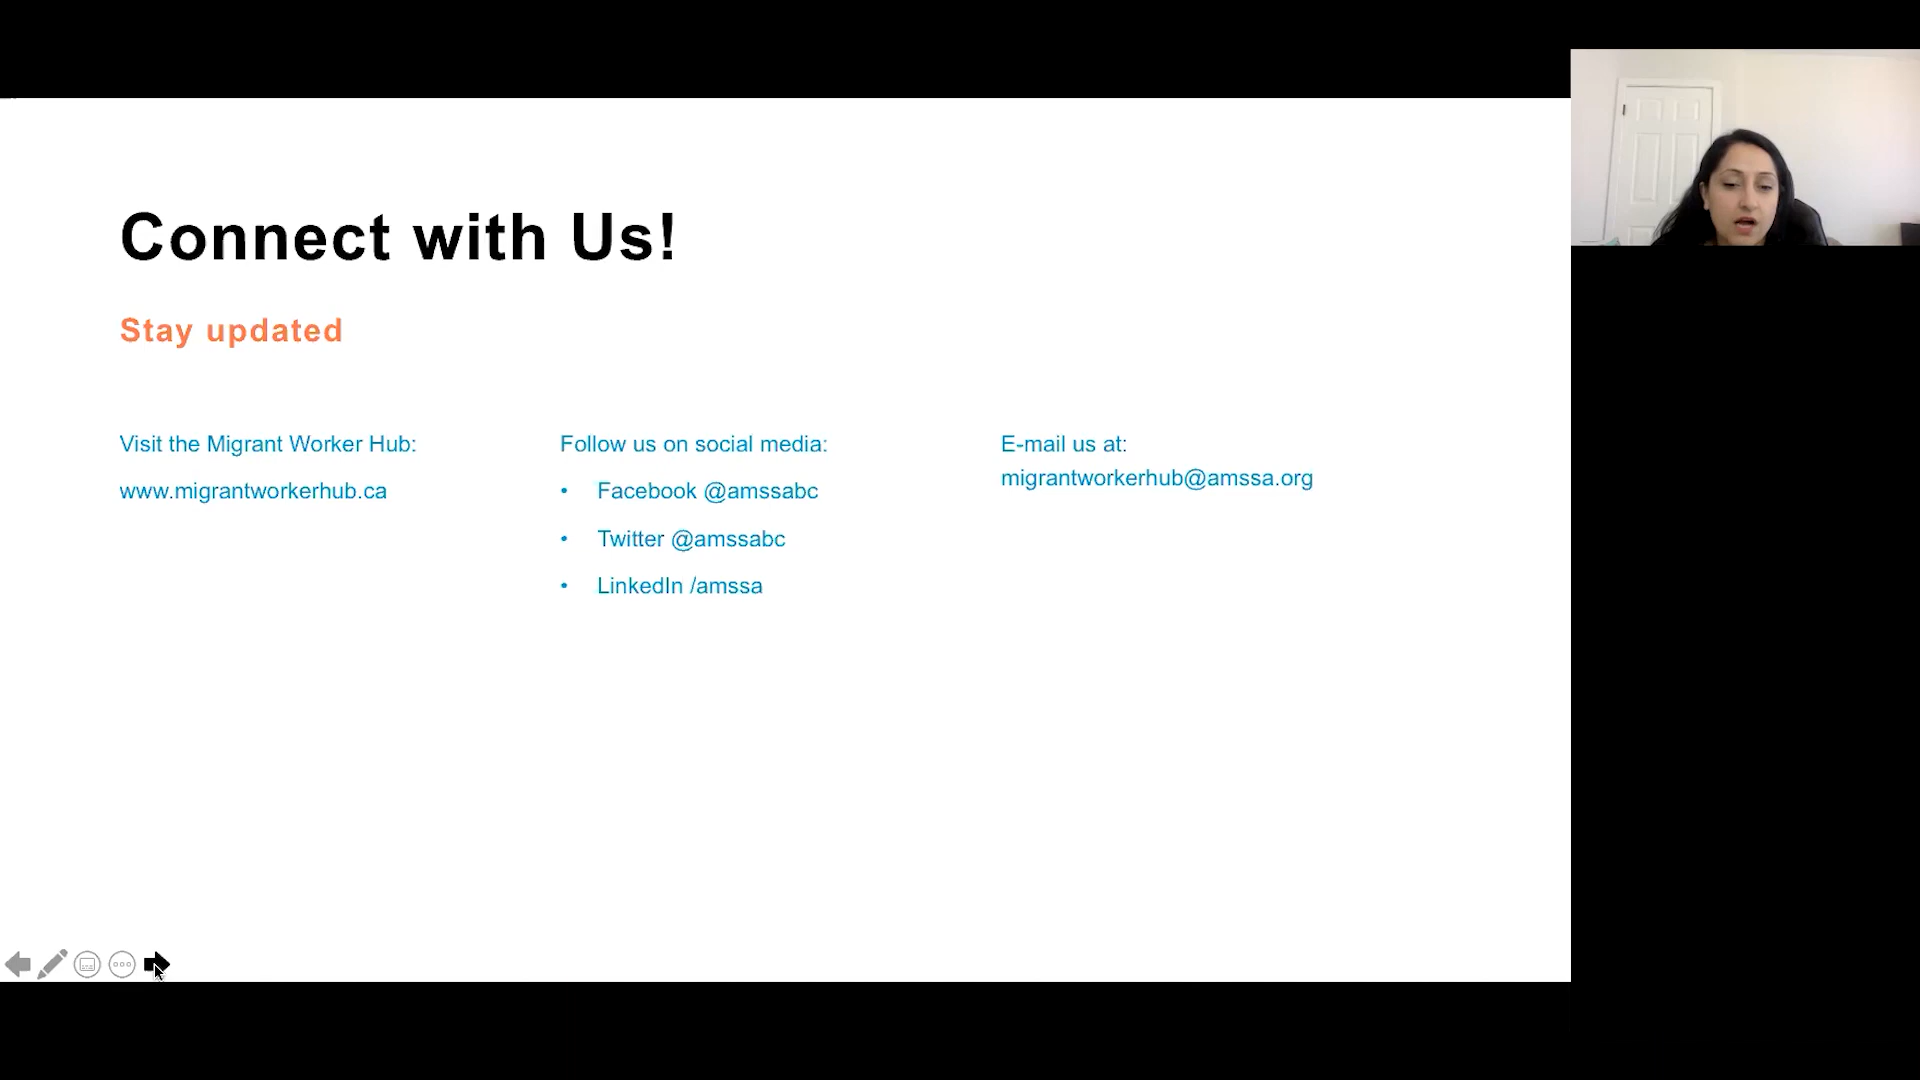 Connect with Us!
Stay updated
Visit the Migrant Worker Hub:
www.migrantworkerhub.ca
Follow us on social media:
• Facebook @amssabc
• Twitter @amssabc
• LinkedIn /amssa
E-mail us at:
migrantworkerhub@amssa.org